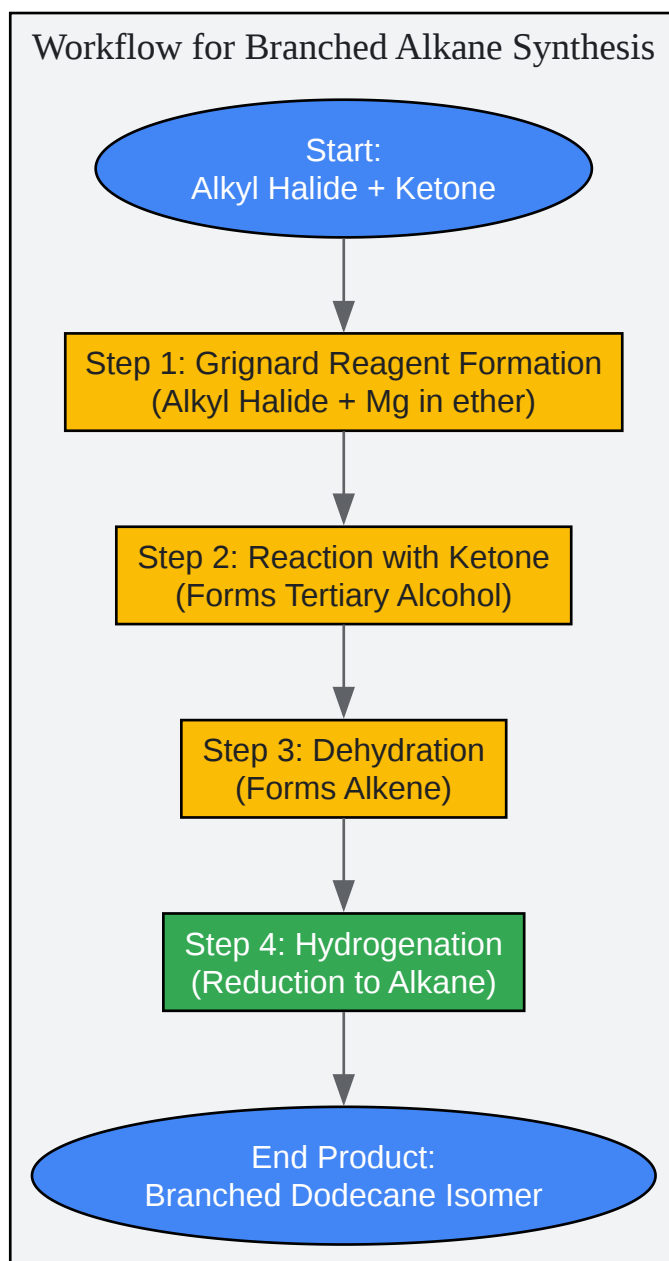 Workflow for Branched Alkane Synthesis
Start:
Alkyl Halide + Ketone
Step 1: Grignard Reagent Formation
(Alkyl Halide + Mg in ether)
Step 2: Reaction with Ketone
(Forms Tertiary Alcohol)
Step 3: Dehydration
(Forms Alkene)
Step 4: Hydrogenation
(Reduction to Alkane)
End Product:
Branched Dodecane Isomer